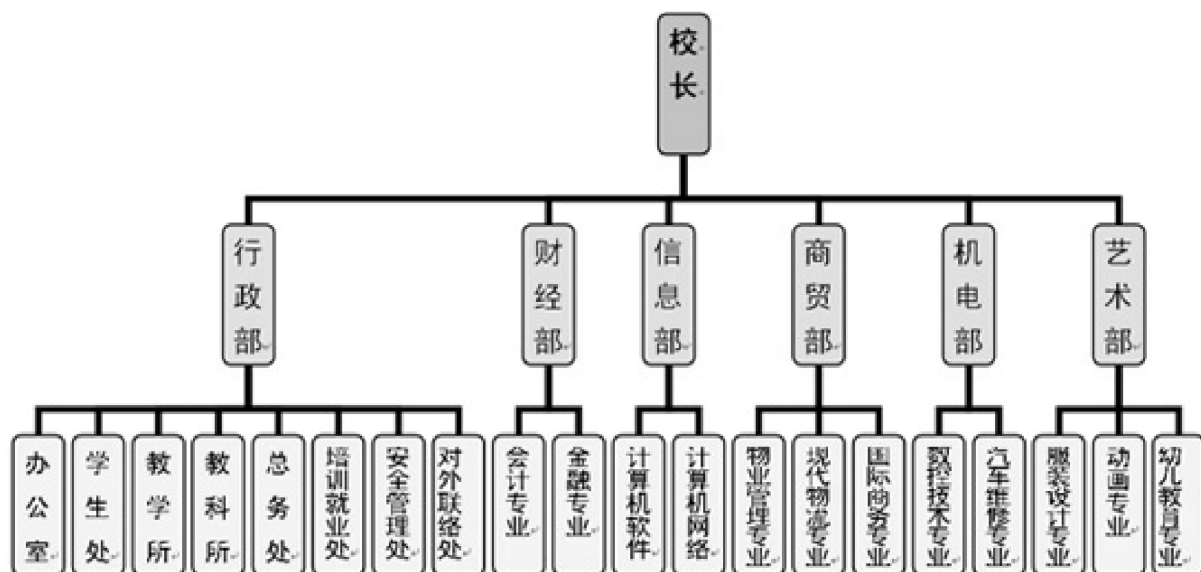 校长
行政部
财经部
信息部
商贸部
机电部
艺术部
办公室
学生处
教学所
教科所
总务处
培训就业处
安全管理处
对外联络处
会计专业
金融专业
计算机软件
计算机网络
物业管理专业
现代物流专业
国际商务专业
数控技术专业
汽车维修专业
服装设计专业
动画专业
幼儿教育专业